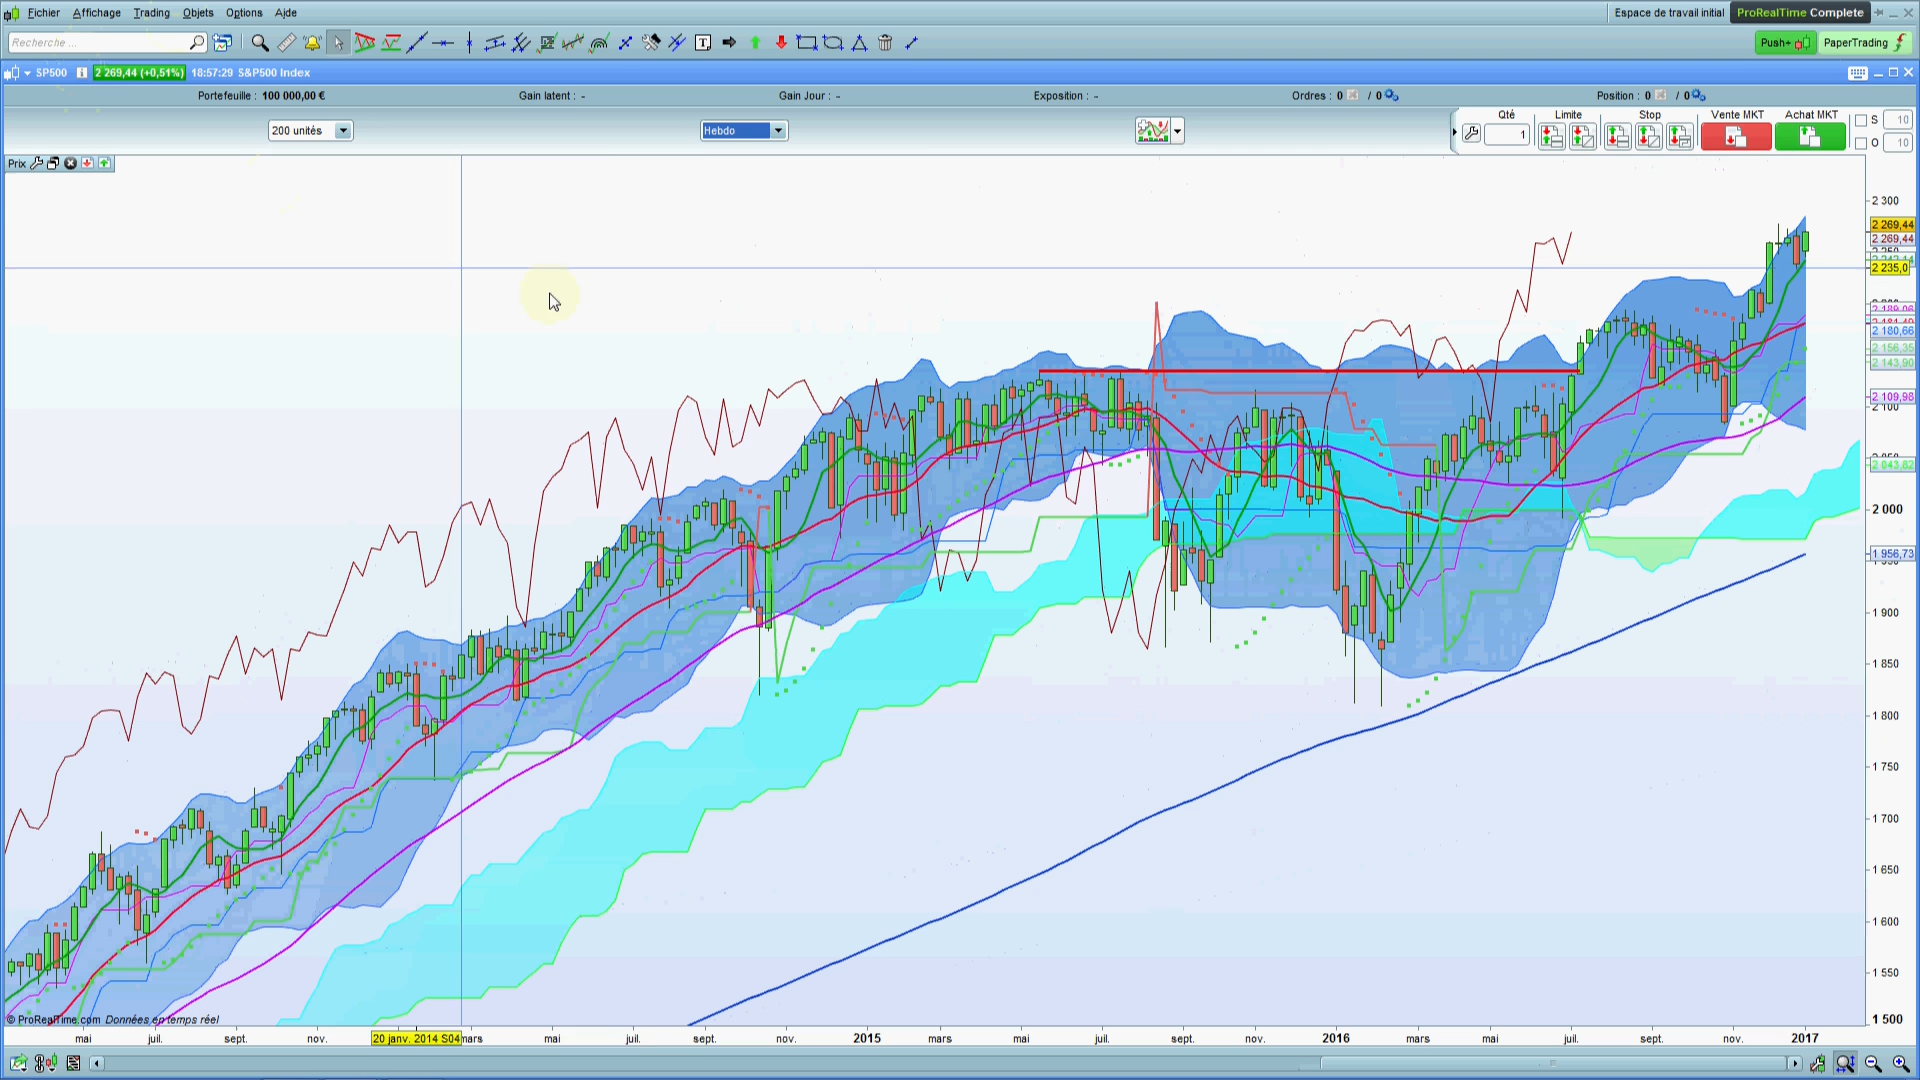 Fichier Affichage Trading Objets Options Aide
Espace de travail initial ProRealTime Complete
Recherche ...
Push+ PaperTrading
SP500 2 269,44 (+0,51%) 18:57:29 S&P500 Index
Portefeuille : 100 000,00 € Gain latent : - Gain Jour : - Exposition : - Ordres : 0 / 0 Position : 0 / 0
Qté Limite Stop Vente MKT Achat MKT
200 unités Hebdo 1 S 10
O 10
Prix
2 300
2 269,44
2 269,44
2 235,0
2 180,66
2 156,35
2 143,90
2 109,98
2 100
2 043,82
2 000
1 956,73
1 900
1 850
1 800
1 750
1 700
1 650
1 600
1 550
1 500
© ProRealTime.com Données en temps réel
mai juil. sept. nov. 20 janv. 2014 S04 mars mai juil. sept. nov. 2015 mars mai juil. sept. nov. 2016 mars mai juil. sept. nov. 2017